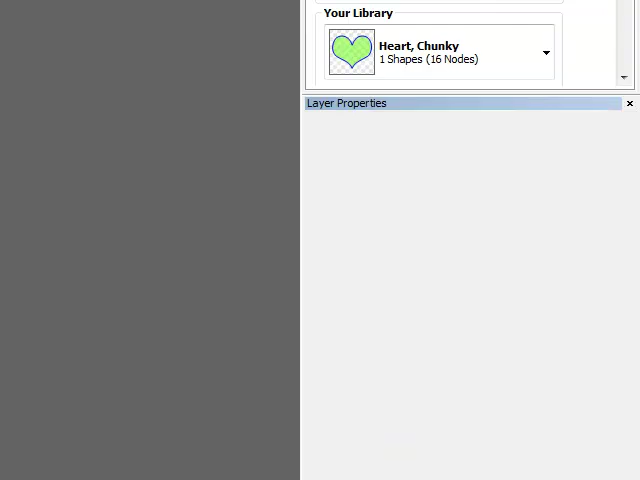 Your Library
Heart, Chunky
1 Shapes (16 Nodes)
Layer Properties